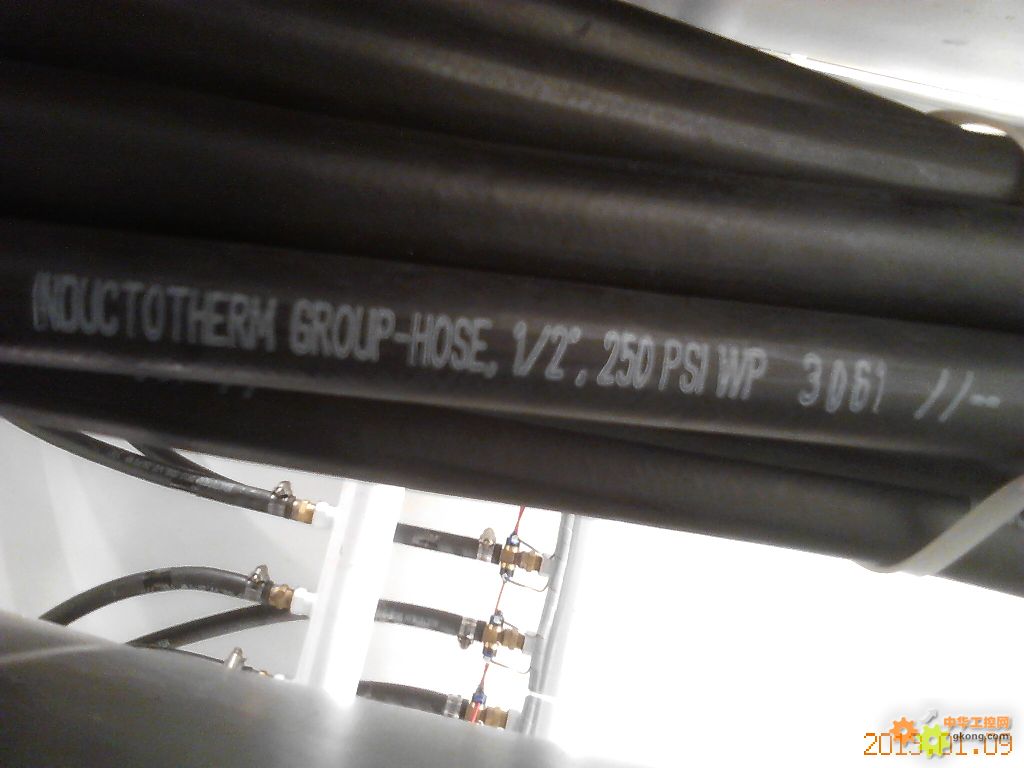 INDUCTOTHERM GROUP-HOSE, 1/2", 250 PSI WP 3061 //--
中华工控网
gkong.com
2013.01.09